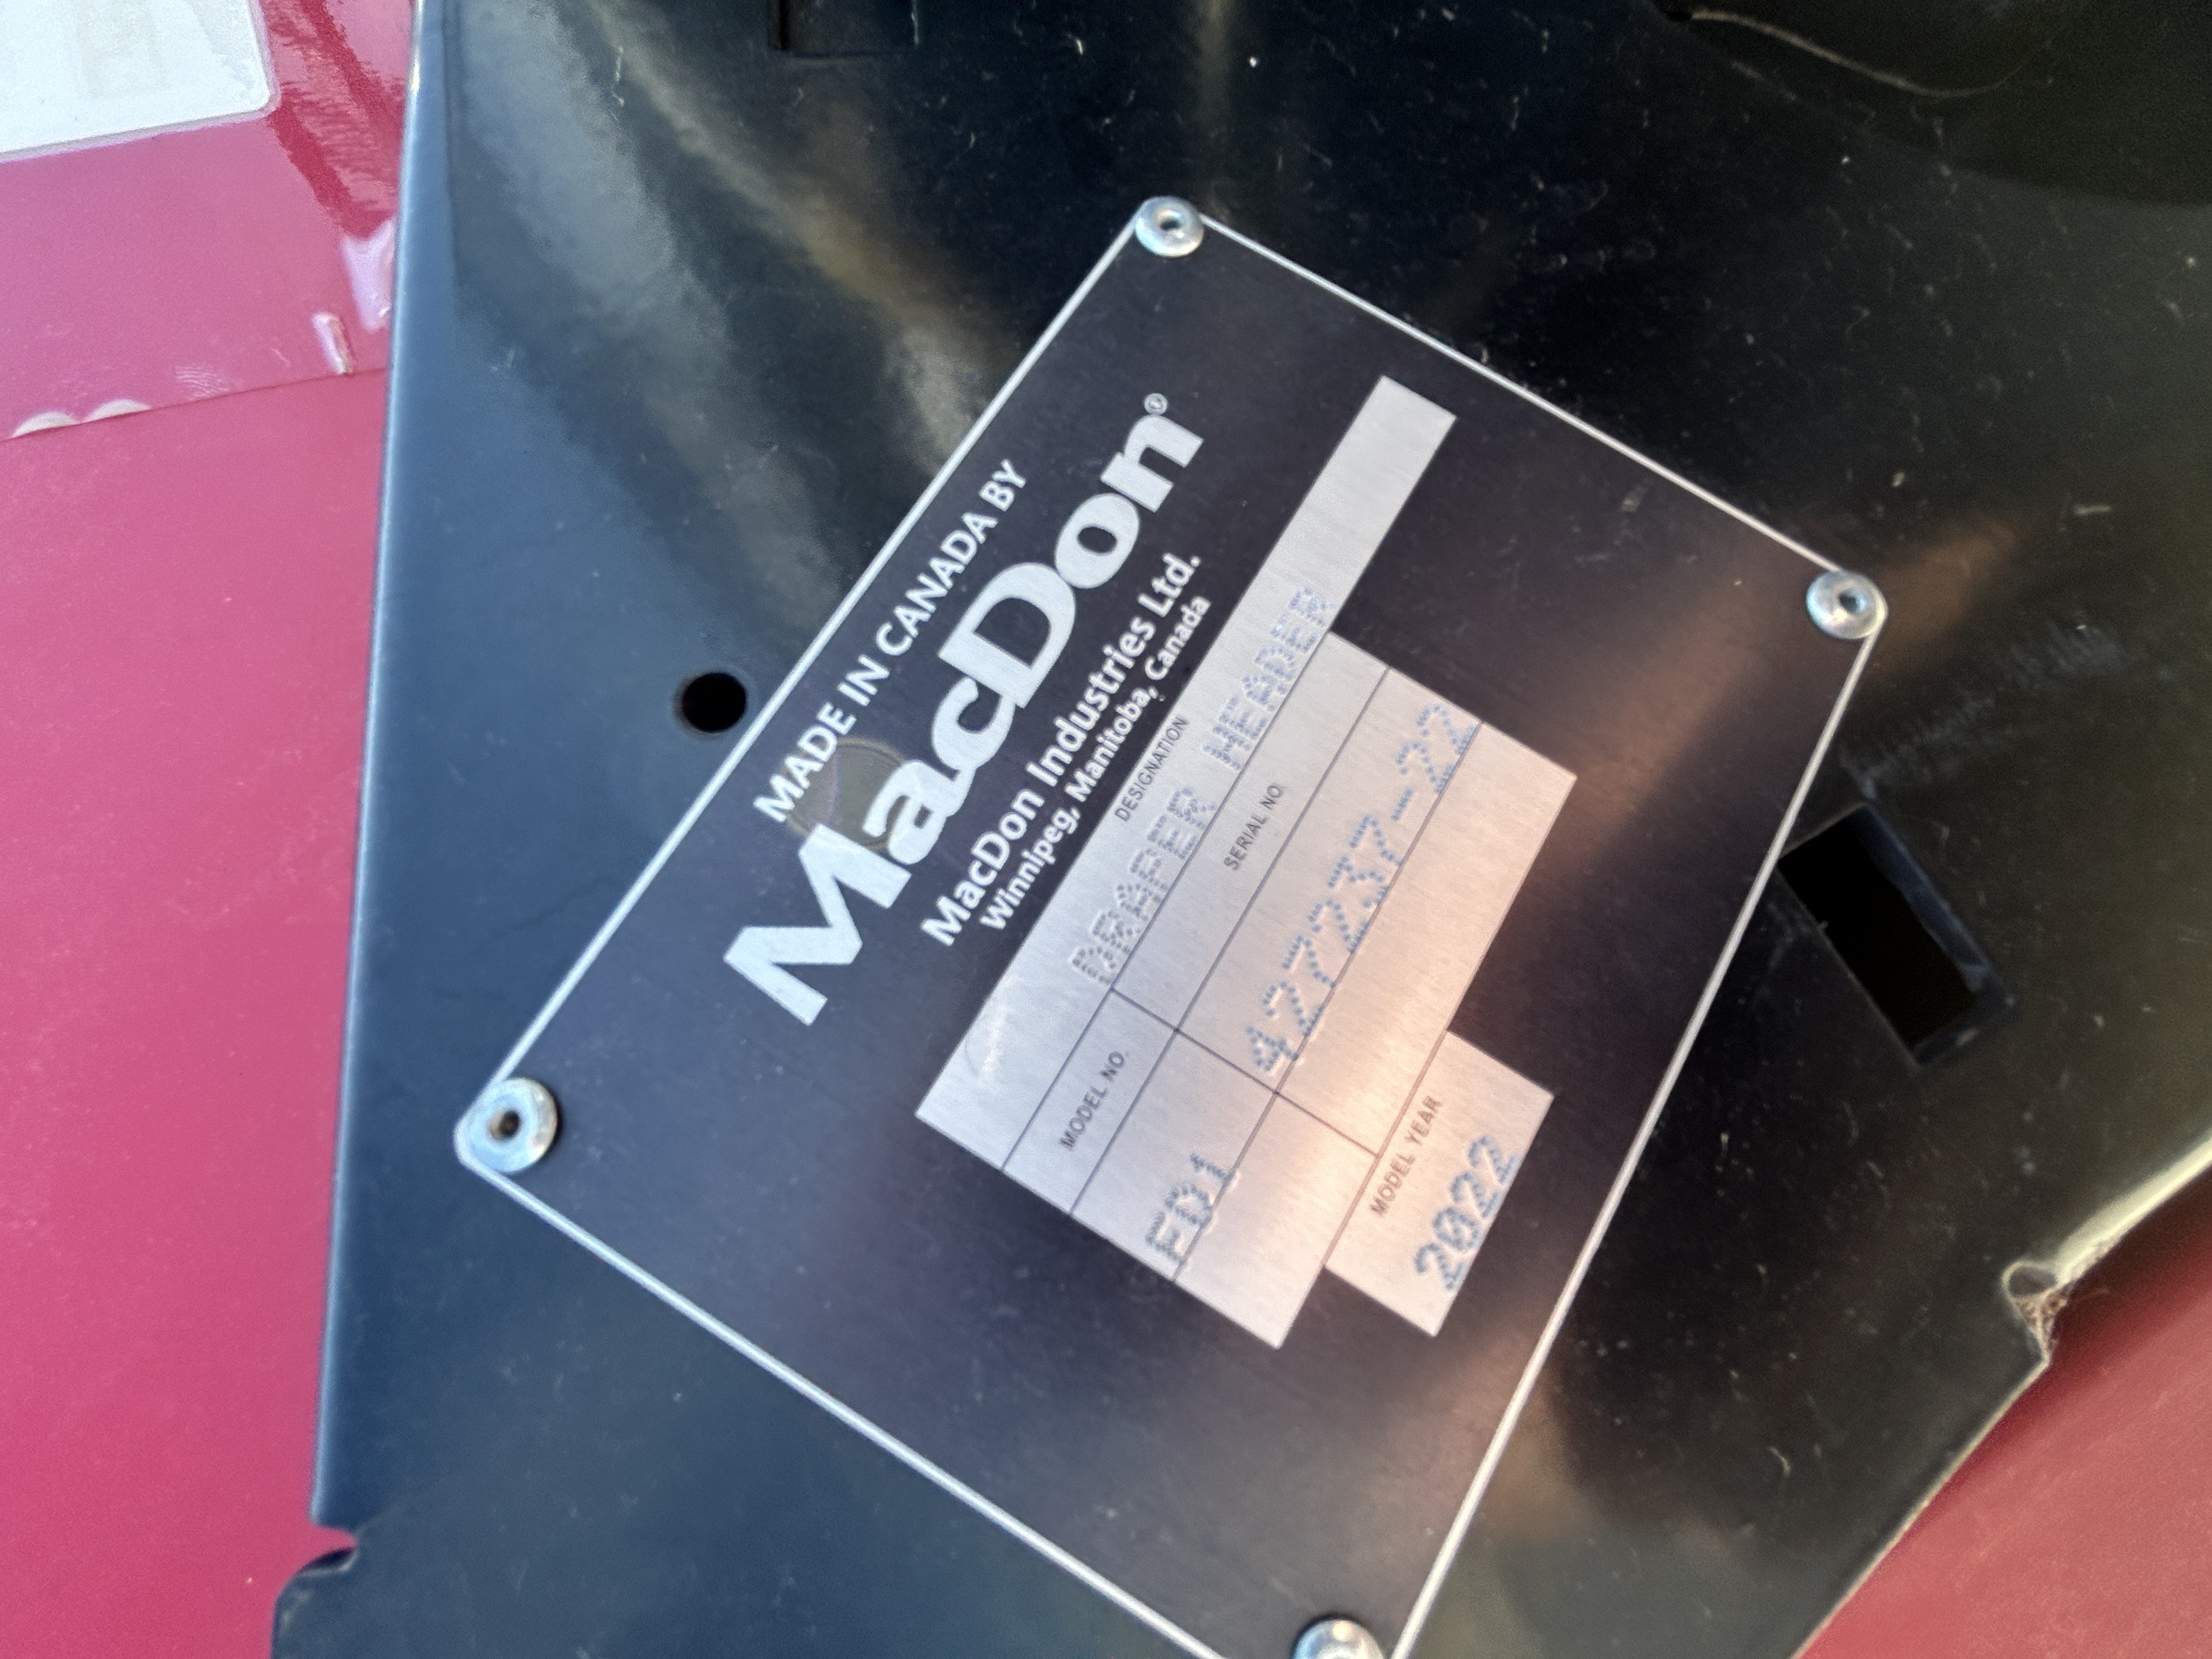 MADE IN CANADA BY
MacDon®
MacDon Industries Ltd.
Winnipeg, Manitoba, Canada
DESIGNATION
DRAPER HEADER
MODEL NO.
SERIAL NO
FD1
427237-22
MODEL YEAR
2022